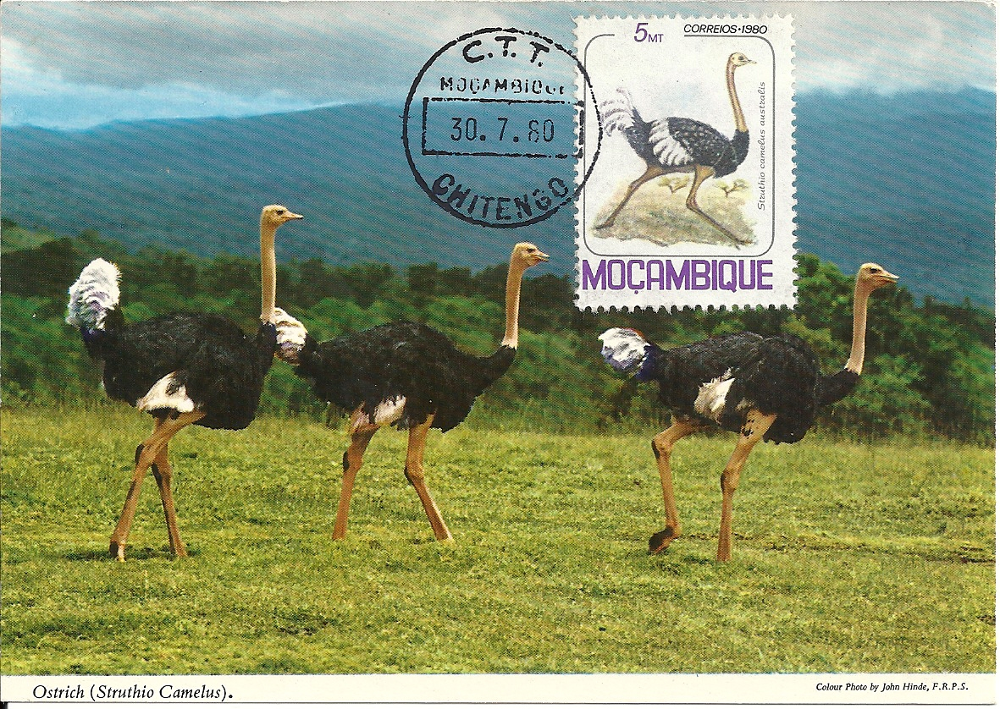 C.T.T.
MOÇAMBIQUE
30.7.80
CHITENGO
5MT
CORREIOS•1980
Struthio camelus australis
MOÇAMBIQUE
Ostrich (Struthio Camelus).
Colour Photo by John Hinde, F.R.P.S.